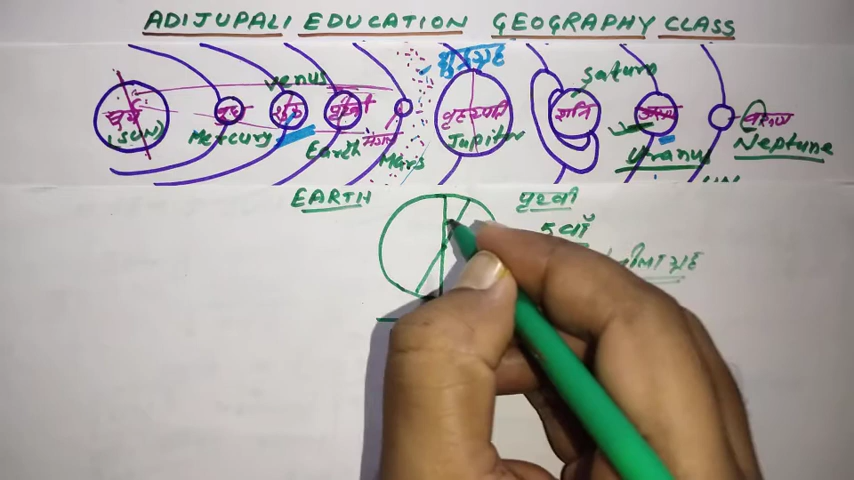 ADIJUPALI EDUCATION GEOGRAPHY CLASS
क्षुद्रग्रह
venus
Saturn
सूर्य बुध शुक्र पृथ्वी बृहस्पति शनि अरुण वरुण
(SUN) Mercury Earth मंगल Mars Jupiter Uranus Neptune
EARTH पृथ्वी
5 वाँ